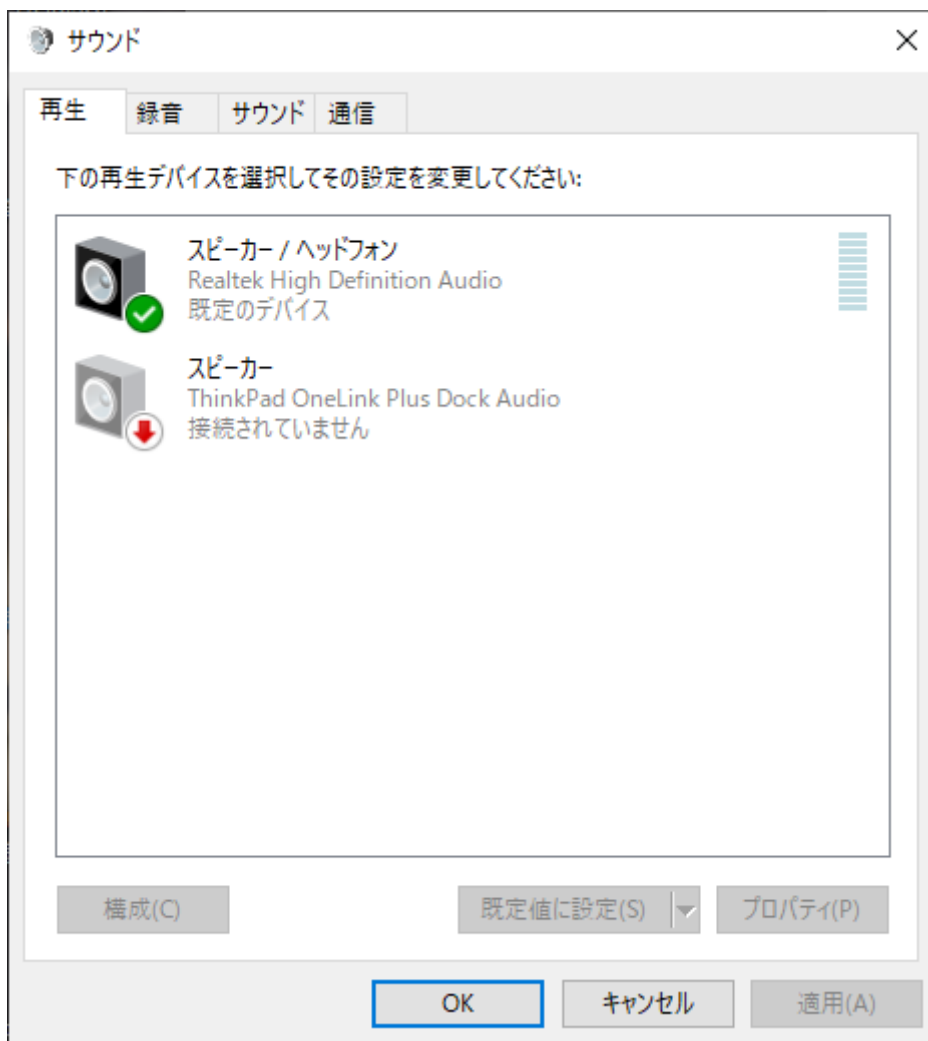 サウンド
再生 録音 サウンド 通信
下の再生デバイスを選択してその設定を変更してください:
スピーカー / ヘッドフォン
Realtek High Definition Audio
既定のデバイス
スピーカー
ThinkPad OneLink Plus Dock Audio
接続されていません
構成(C) 既定値に設定(S) プロパティ(P)
OK キャンセル 適用(A)